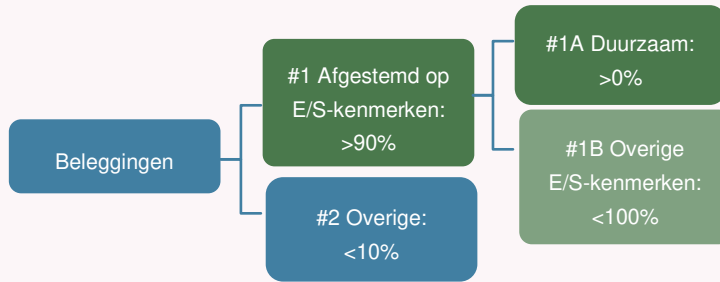 Beleggingen
#1 Afgestemd op
E/S-kenmerken:
>90%
#2 Overige:
<10%
#1A Duurzaam:
>0%
#1B Overige
E/S-kenmerken:
<100%